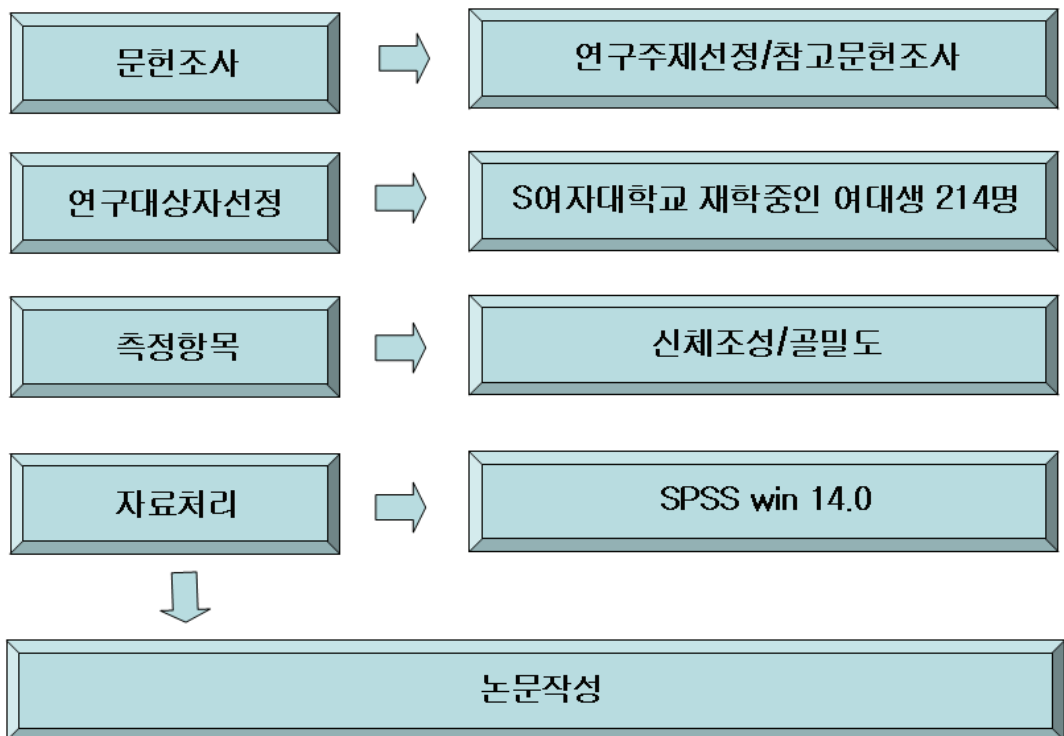 문헌조사
연구주제선정/참고문헌조사
연구대상자선정
S여자대학교 재학중인 여대생 214명
측정항목
신체조성/골밀도
자료처리
SPSS win 14.0
논문작성